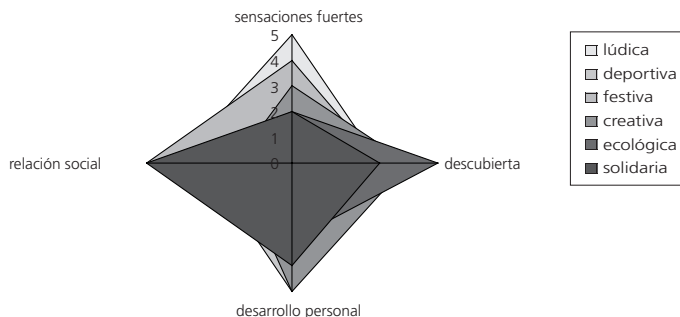 sensaciones fuertes
5
4
3
2
1
0
relación social
descubierta
desarrollo personal
lúdica
deportiva
festiva
creativa
ecológica
solidaria